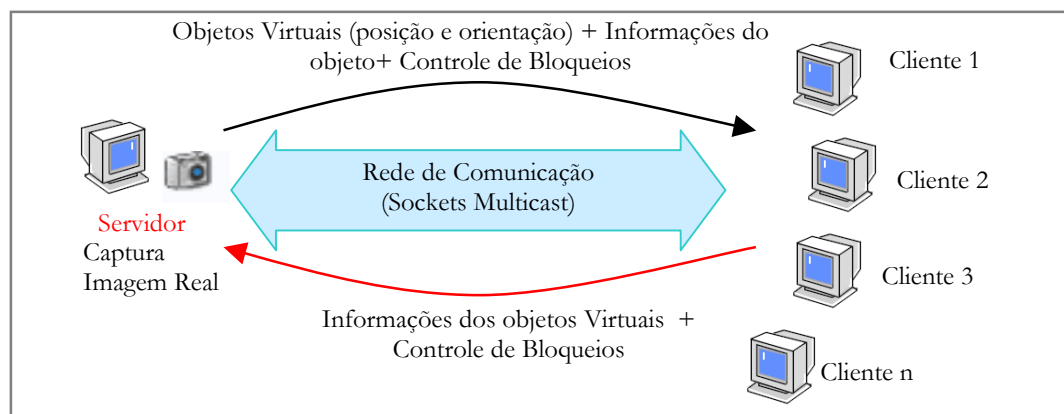 Objetos Virtuais (posição e orientação) + Informações do
objeto+ Controle de Bloqueios
Cliente 1
Rede de Comunicação
(Sockets Multicast)
Cliente 2
Servidor
Captura
Imagem Real
Cliente 3
Informações dos objetos Virtuais +
Controle de Bloqueios
Cliente n